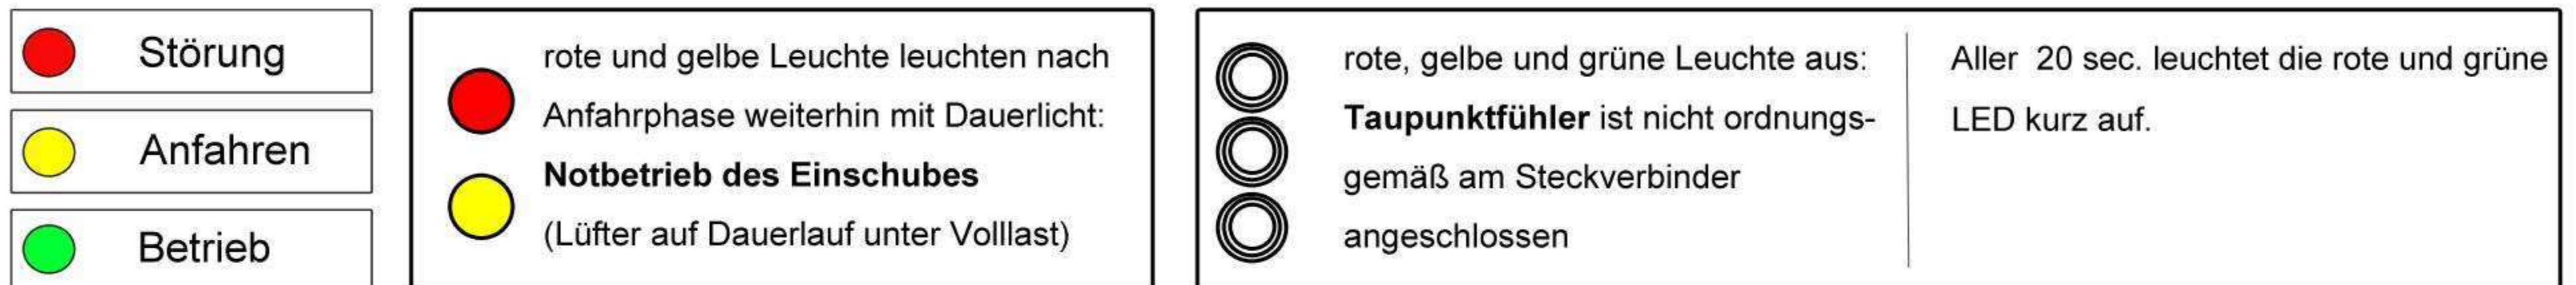 Störung
Anfahren
Betrieb
rote und gelbe Leuchte leuchten nach
Anfahrphase weiterhin mit Dauerlicht:
Notbetrieb des Einschubes
(Lüfter auf Dauerlauf unter Volllast)
rote, gelbe und grüne Leuchte aus:
Taupunktfühler ist nicht ordnungs-
gemäß am Steckverbinder
angeschlossen
Aller 20 sec. leuchtet die rote und grüne
LED kurz auf.